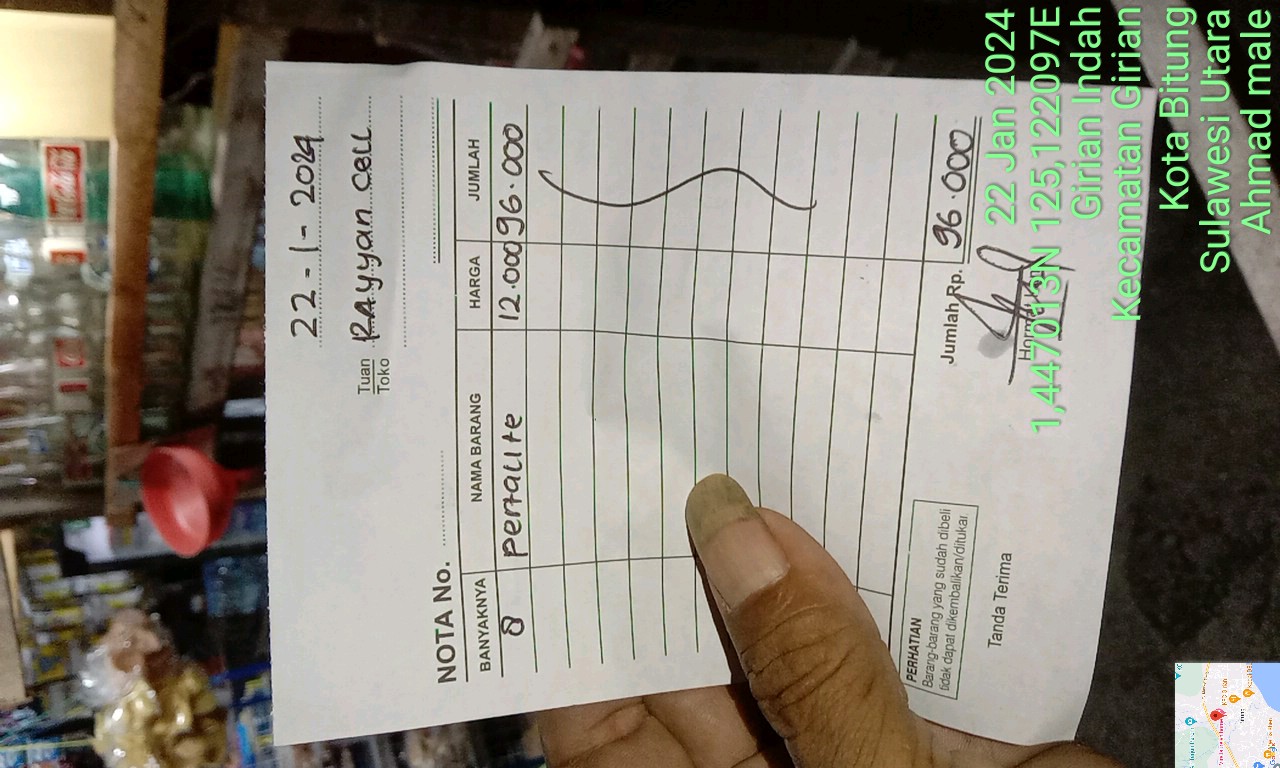 22-1-2024
Tuan
Toko
RAyyan cell
NOTA No.
BANYAKNYA NAMA BARANG HARGA JUMLAH
8 Pertalite 12.000 96.000
Jumlah Rp. 96.000
PERHATIAN
Barang-barang yang sudah dibeli
tidak dapat dikembalikan/ditukar.
Tanda Terima
22 Jan 2024
1,447013N 125,122097E
Girian Indah
Kecamatan Girian
Kota Bitung
Sulawesi Utara
Ahmad male